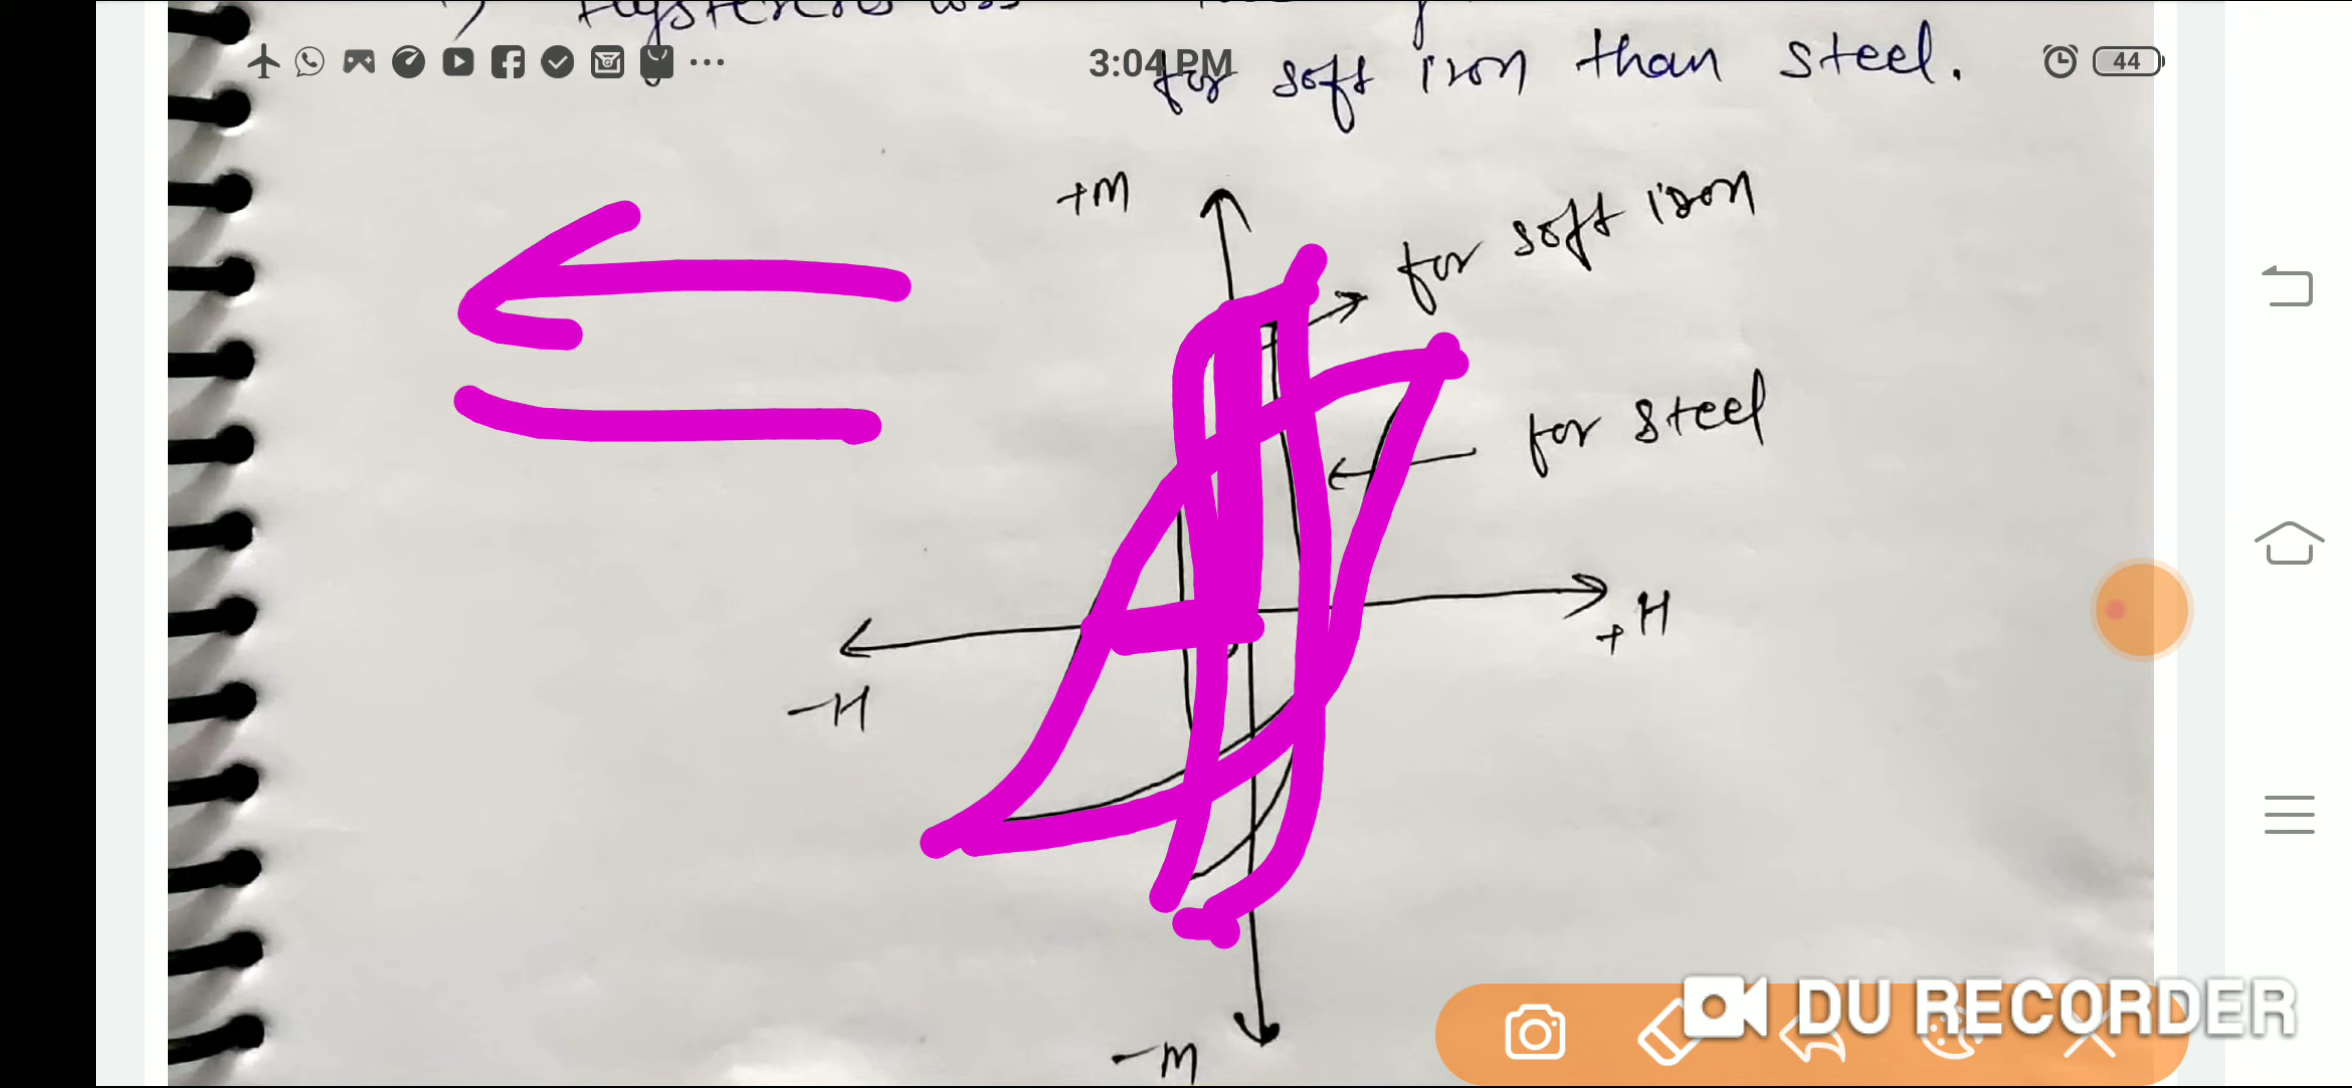 3:04 PM
44
for soft iron than steel.
+M
for soft iron
for steel
+H
-H
-M
DU RECORDER